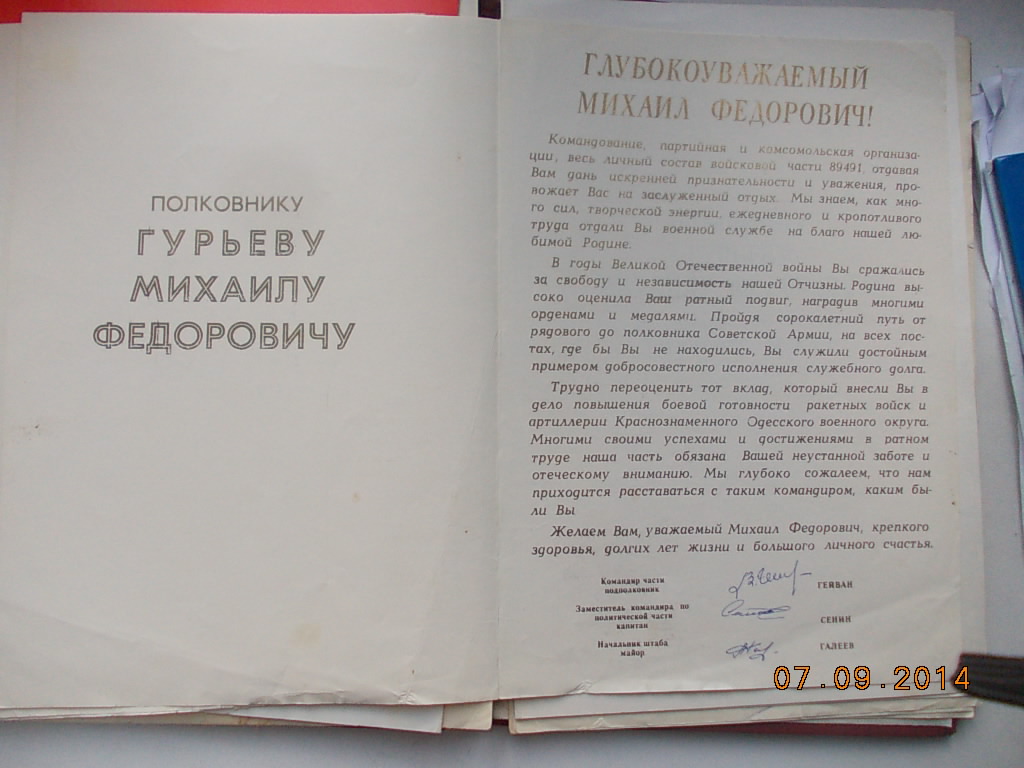 ПОЛКОВНИКУ
ГУРЬЕВУ
МИХАИЛУ
ФЕДОРОВИЧУ
ГЛУБОКОУВАЖАЕМЫЙ
МИХАИЛ ФЕДОРОВИЧ!
Командование, партийная и комсомольская организа-
ции, весь личный состав войсковой части 89491, отдавая
Вам дань искренней признательности и уважения, про-
вожает Вас на заслуженный отдых. Мы знаем, как мно-
го сил, творческой энергии, ежедневного и кропотливого
труда отдали Вы военной службе на благо нашей лю-
бимой Родине.
В годы Великой Отечественной войны Вы сражались
за свободу и независимость нашей Отчизны. Родина вы-
соко оценила Ваш ратный подвиг, наградив многими
орденами и медалями. Пройдя сорокалетний путь от
рядового до полковника Советской Армии, на всех пос-
тах, где бы Вы не находились, Вы служили достойным
примером добросовестного исполнения служебного долга.
Трудно переоценить тот вклад, который внесли Вы в
дело повышения боевой готовности ракетных войск и
артиллерии Краснознаменного Одесского военного округа.
Многими своими успехами и достижениями в ратном
труде наша часть обязана Вашей неустанной заботе и
отеческому вниманию. Мы глубоко сожалеем, что нам
приходится расставаться с таким командиром, каким бы-
ли Вы
Желаем Вам, уважаемый Михаил Федорович, крепкого
здоровья, долгих лет жизни и большого личного счастья.
Командир части
подполковник ГЕЯВАН
Заместитель командира по
политической части
капитан СЕНИН
Начальник штаба
майор ГАЛЕЕВ
07.09.2014